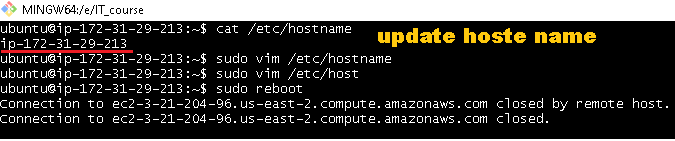 MINGW64:/e/IT_course
ubuntu@ip-172-31-29-213:~$ cat /etc/hostname
update hoste name
ip-172-31-29-213
ubuntu@ip-172-31-29-213:~$ sudo vim /etc/hostname
ubuntu@ip-172-31-29-213:~$ sudo vim /etc/host
ubuntu@ip-172-31-29-213:~$ sudo reboot
Connection to ec2-3-21-204-96.us-east-2.compute.amazonaws.com closed by remote host.
Connection to ec2-3-21-204-96.us-east-2.compute.amazonaws.com closed.